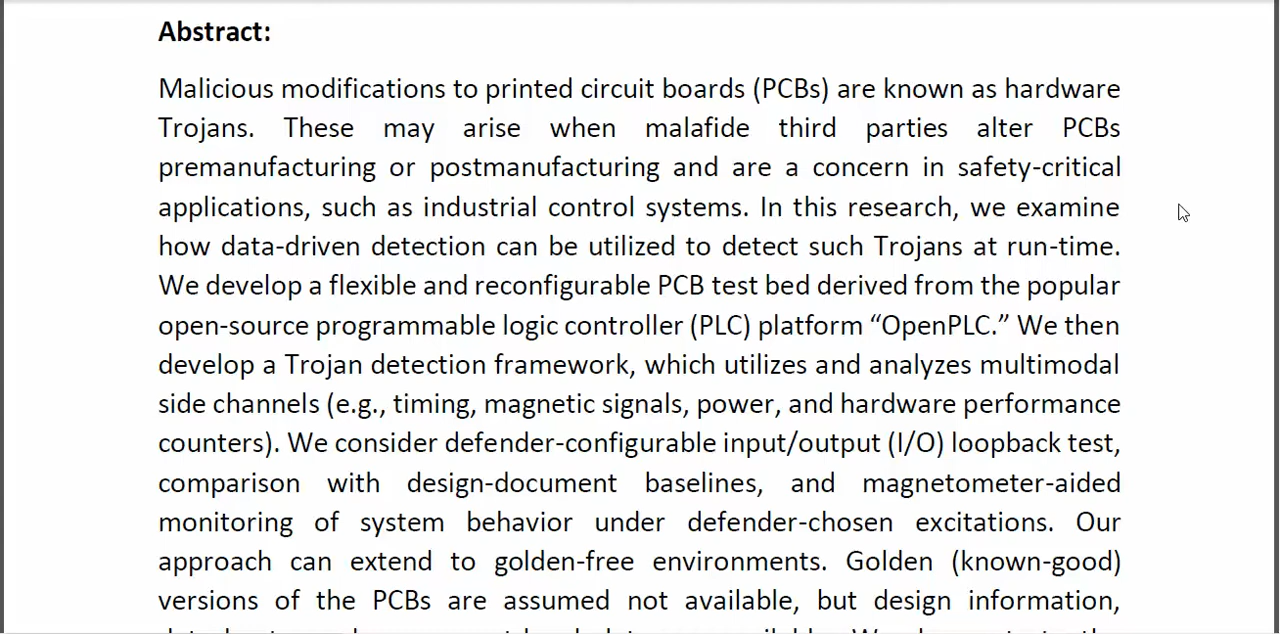 Abstract:
Malicious modifications to printed circuit boards (PCBs) are known as hardware
Trojans. These may arise when malafide third parties alter PCBs
premanufacturing or postmanufacturing and are a concern in safety-critical
applications, such as industrial control systems. In this research, we examine
how data-driven detection can be utilized to detect such Trojans at run-time.
We develop a flexible and reconfigurable PCB test bed derived from the popular
open-source programmable logic controller (PLC) platform “OpenPLC.” We then
develop a Trojan detection framework, which utilizes and analyzes multimodal
side channels (e.g., timing, magnetic signals, power, and hardware performance
counters). We consider defender-configurable input/output (I/O) loopback test,
comparison with design-document baselines, and magnetometer-aided
monitoring of system behavior under defender-chosen excitations. Our
approach can extend to golden-free environments. Golden (known-good)
versions of the PCBs are assumed not available, but design information,